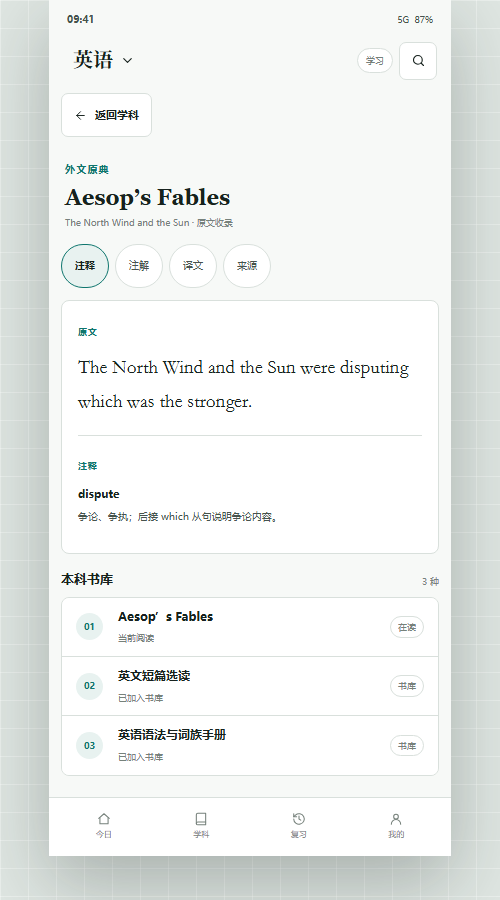 09:41
5G 87%
英语
学习
返回学科
外文原典
Aesop’s Fables
The North Wind and the Sun · 原文收录
注释
注解
译文
来源
原文
The North Wind and the Sun were disputing
which was the stronger.
注释
dispute
争论、争执；后接 which 从句说明争论内容。
本科书库
3 种
01
Aesop’s Fables
当前阅读
在读
02
英文短篇选读
已加入书库
书库
03
英语语法与词族手册
已加入书库
书库
今日
学科
复习
我的